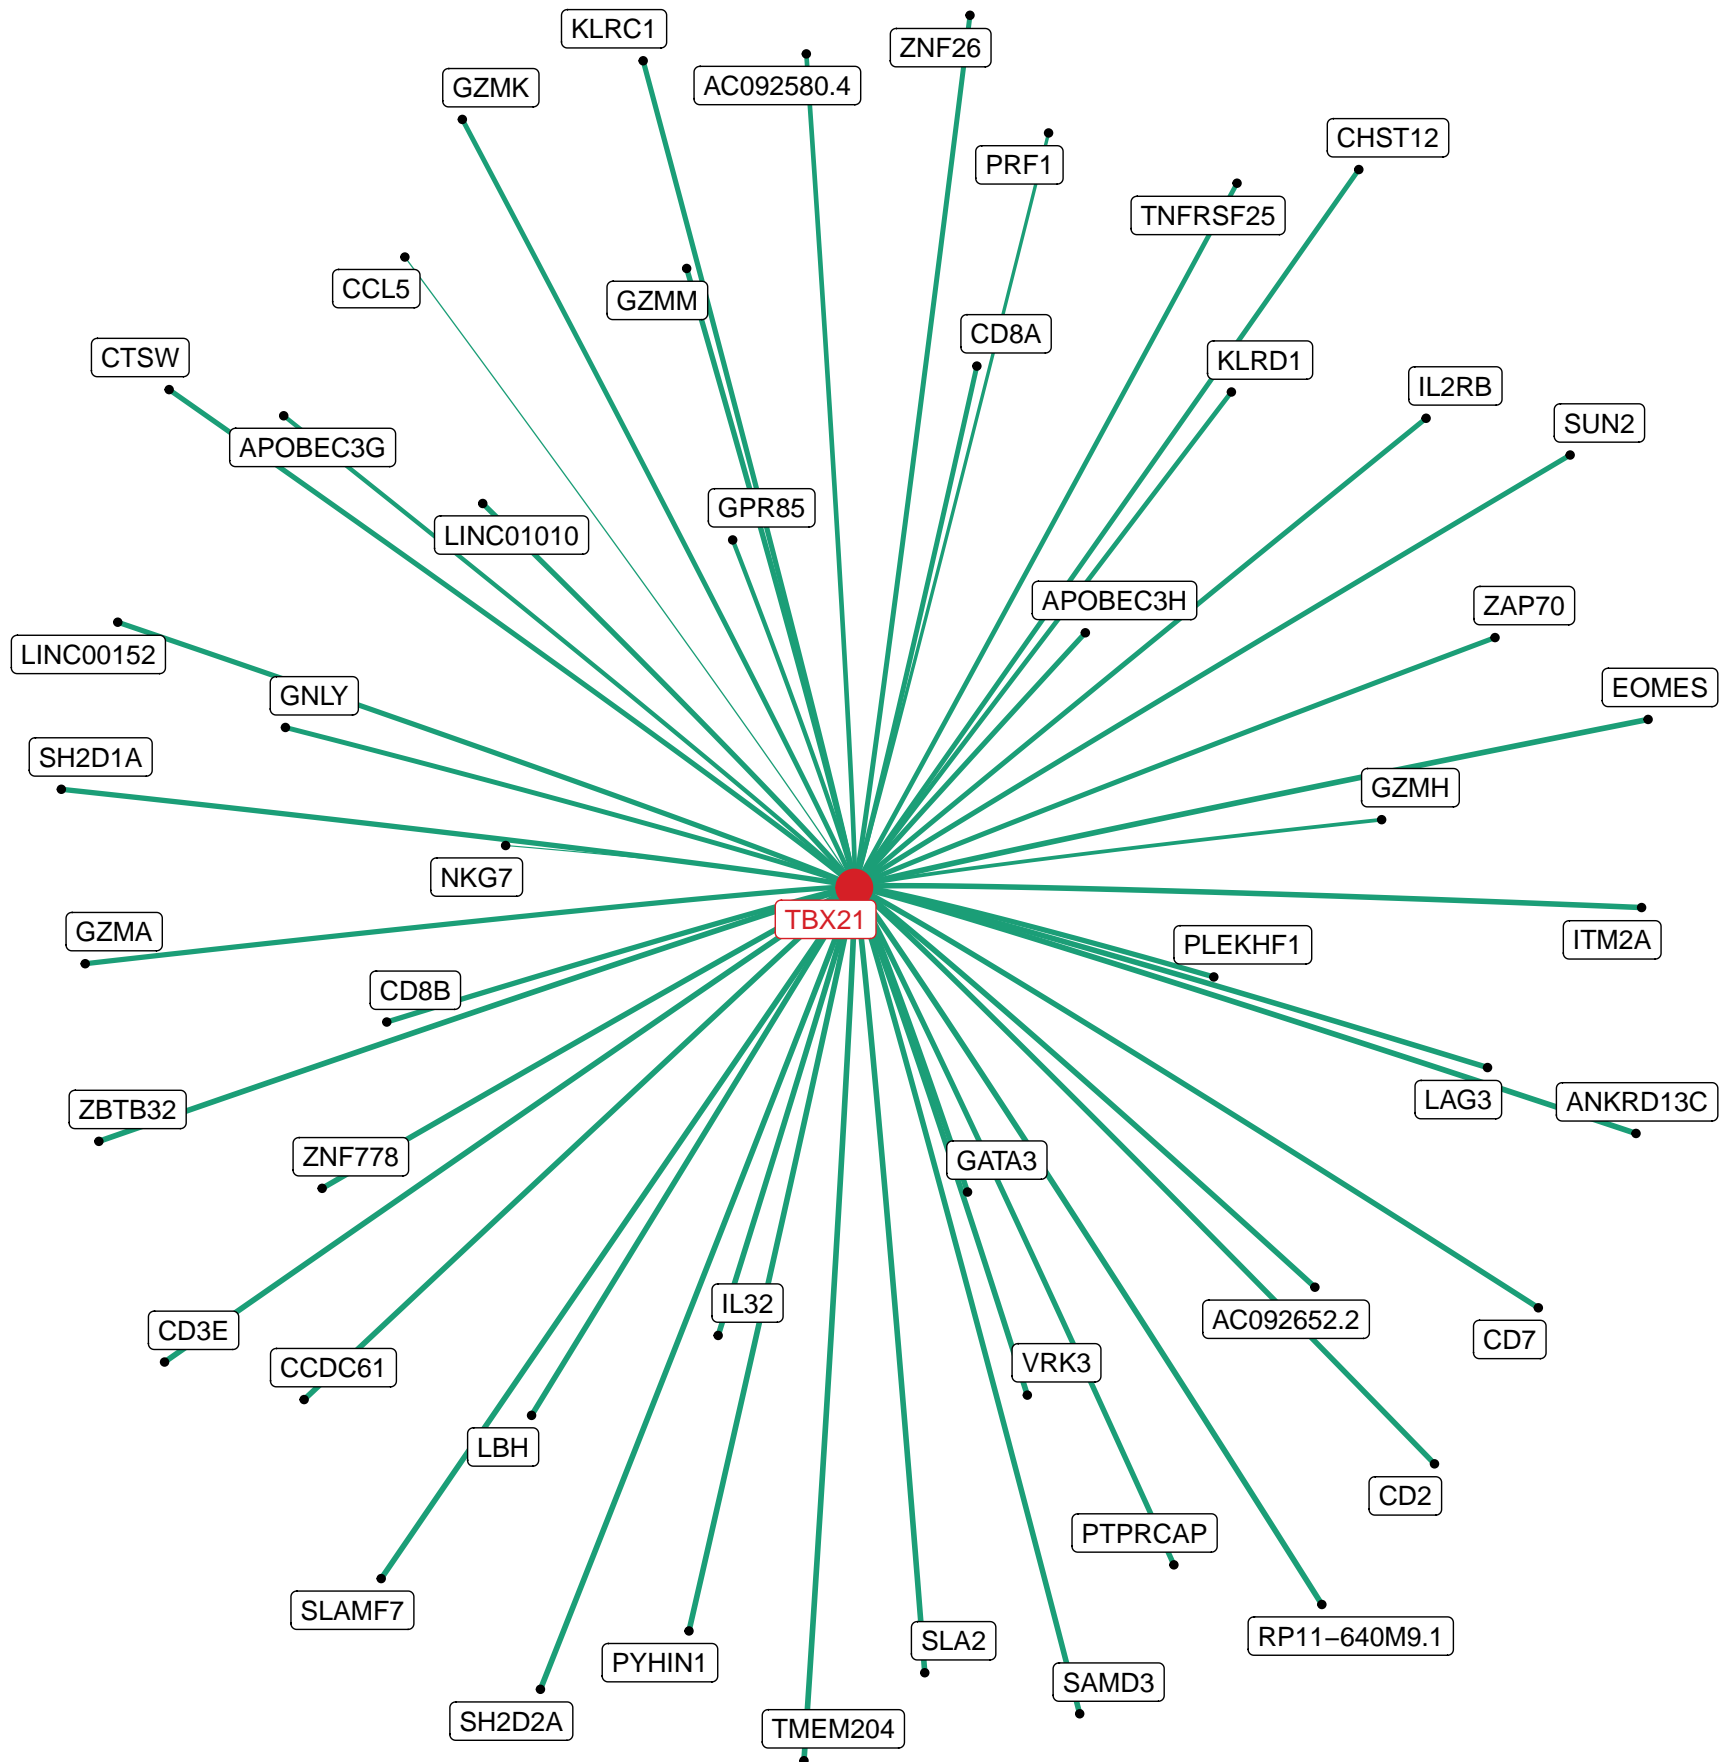 KLRC1
ZNF26
GZMK
AC092580.4
CHST12
PRF1
TNFRSF25
CCL5
GZMM
CD8A
CTSW
KLRD1
IL2RB
SUN2
APOBEC3G
GPR85
LINC01010
APOBEC3H
ZAP70
LINC00152
GNLY
EOMES
SH2D1A
GZMH
NKG7
TBX21
GZMA
PLEKHF1
ITM2A
CD8B
LAG3
ANKRD13C
ZBTB32
ZNF778
GATA3
IL32
AC092652.2
CD3E
CD7
CCDC61
VRK3
LBH
CD2
PTPRCAP
SLAMF7
RP11−640M9.1
SLA2
PYHIN1
SAMD3
SH2D2A
TMEM204